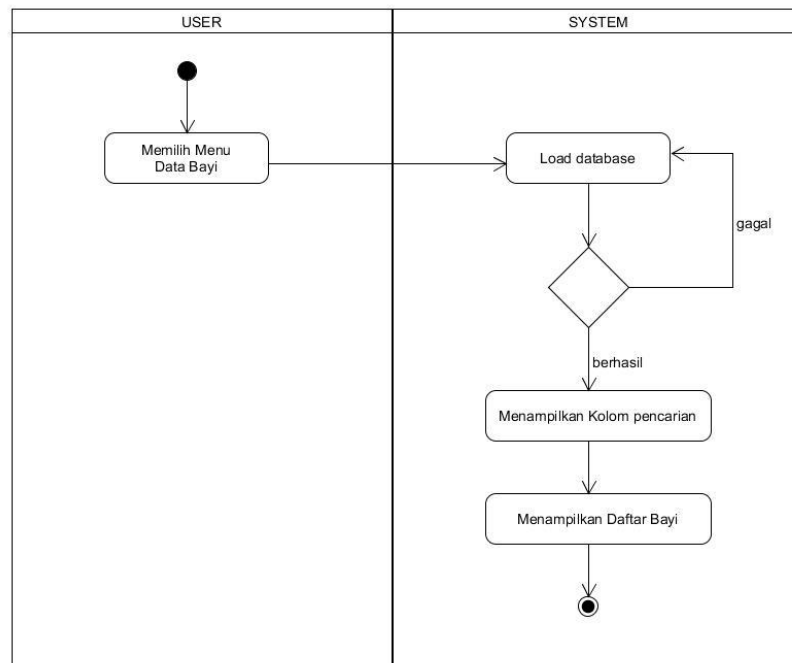 USER
SYSTEM
Memilih Menu
Data Bayi
Load database
gagal
berhasil
Menampilkan Kolom pencarian
Menampilkan Daftar Bayi